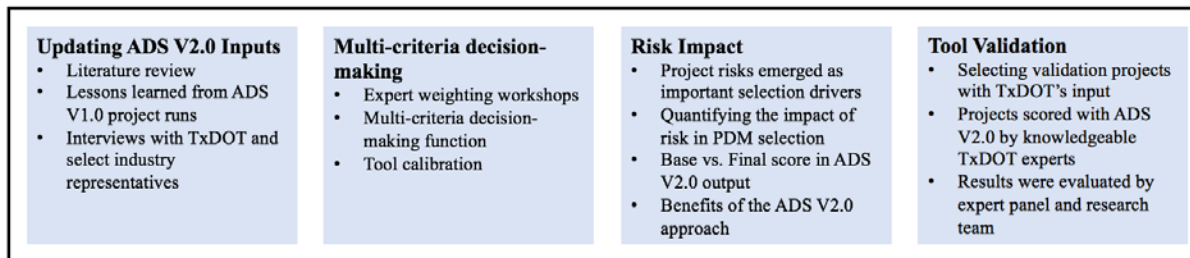 Updating ADS V2.0 Inputs
• Literature review
• Lessons learned from ADS
V1.0 project runs
• Interviews with TxDOT and
select industry
representatives
Multi-criteria decision-
making
• Expert weighting workshops
• Multi-criteria decision-
making function
• Tool calibration
Risk Impact
• Project risks emerged as
important selection drivers
• Quantifying the impact of
risk in PDM selection
• Base vs. Final score in ADS
V2.0 output
• Benefits of the ADS V2.0
approach
Tool Validation
• Selecting validation projects
with TxDOT's input
• Projects scored with ADS
V2.0 by knowledgeable
TxDOT experts
• Results were evaluated by
expert panel and research
team